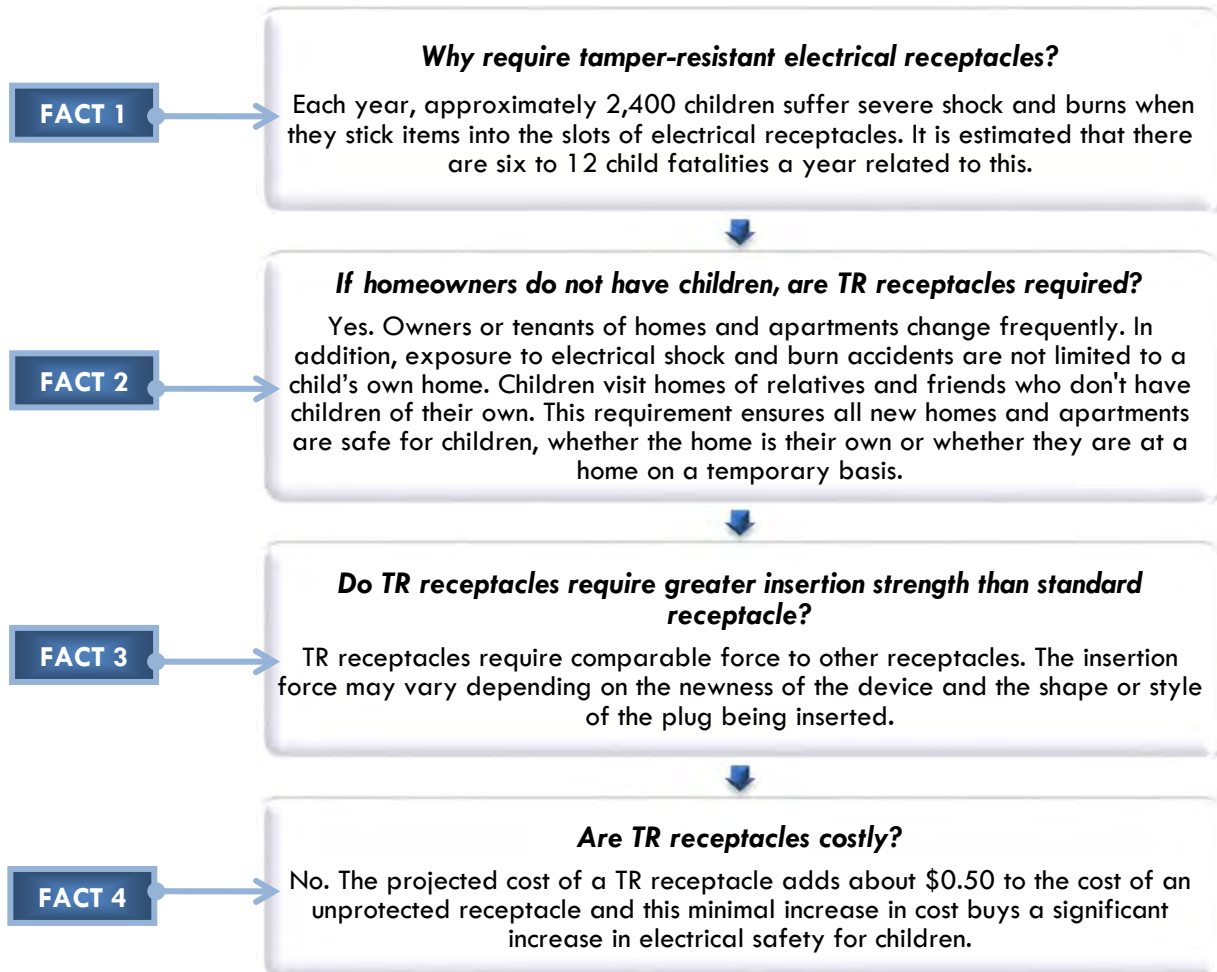 Why require tamper-resistant electrical receptacles?
FACT 1
Each year, approximately 2,400 children suffer severe shock and burns when
they stick items into the slots of electrical receptacles. It is estimated that there
are six to 12 child fatalities a year related to this.
If homeowners do not have children, are TR receptacles required?
FACT 2
Yes. Owners or tenants of homes and apartments change frequently. In
addition, exposure to electrical shock and burn accidents are not limited to a
child’s own home. Children visit homes of relatives and friends who don't have
children of their own. This requirement ensures all new homes and apartments
are safe for children, whether the home is their own or whether they are at a
home on a temporary basis.
Do TR receptacles require greater insertion strength than standard
receptacle?
FACT 3
TR receptacles require comparable force to other receptacles. The insertion
force may vary depending on the newness of the device and the shape or style
of the plug being inserted.
Are TR receptacles costly?
FACT 4
No. The projected cost of a TR receptacle adds about $0.50 to the cost of an
unprotected receptacle and this minimal increase in cost buys a significant
increase in electrical safety for children.